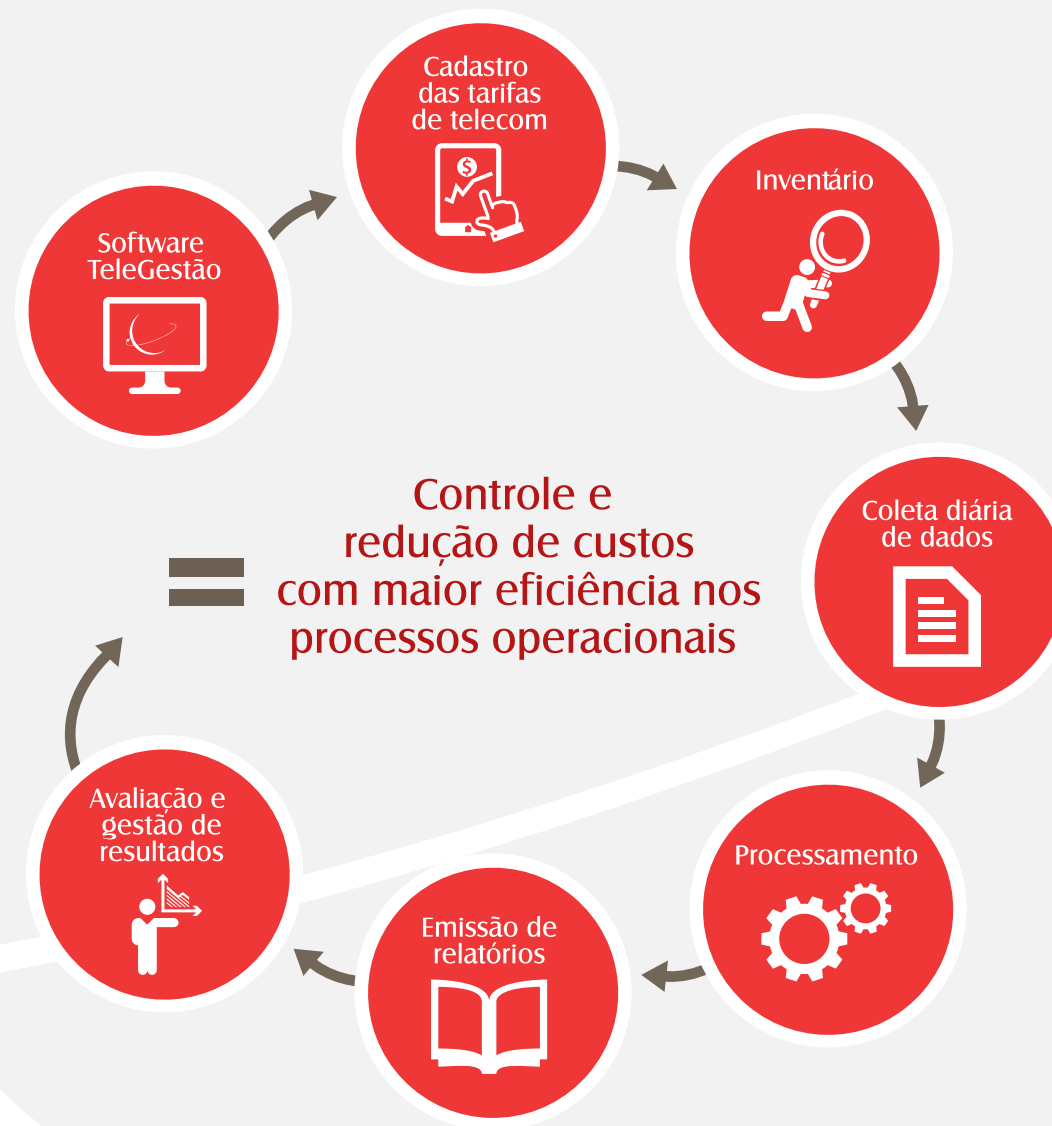 Software
TeleGestão
Cadastro
das tarifas
de telecom
$
Inventário
Coleta diária
de dados
Processamento
Emissão de
relatórios
Avaliação e
gestão de
resultados
=
Controle e
redução de custos
com maior eficiência nos
processos operacionais